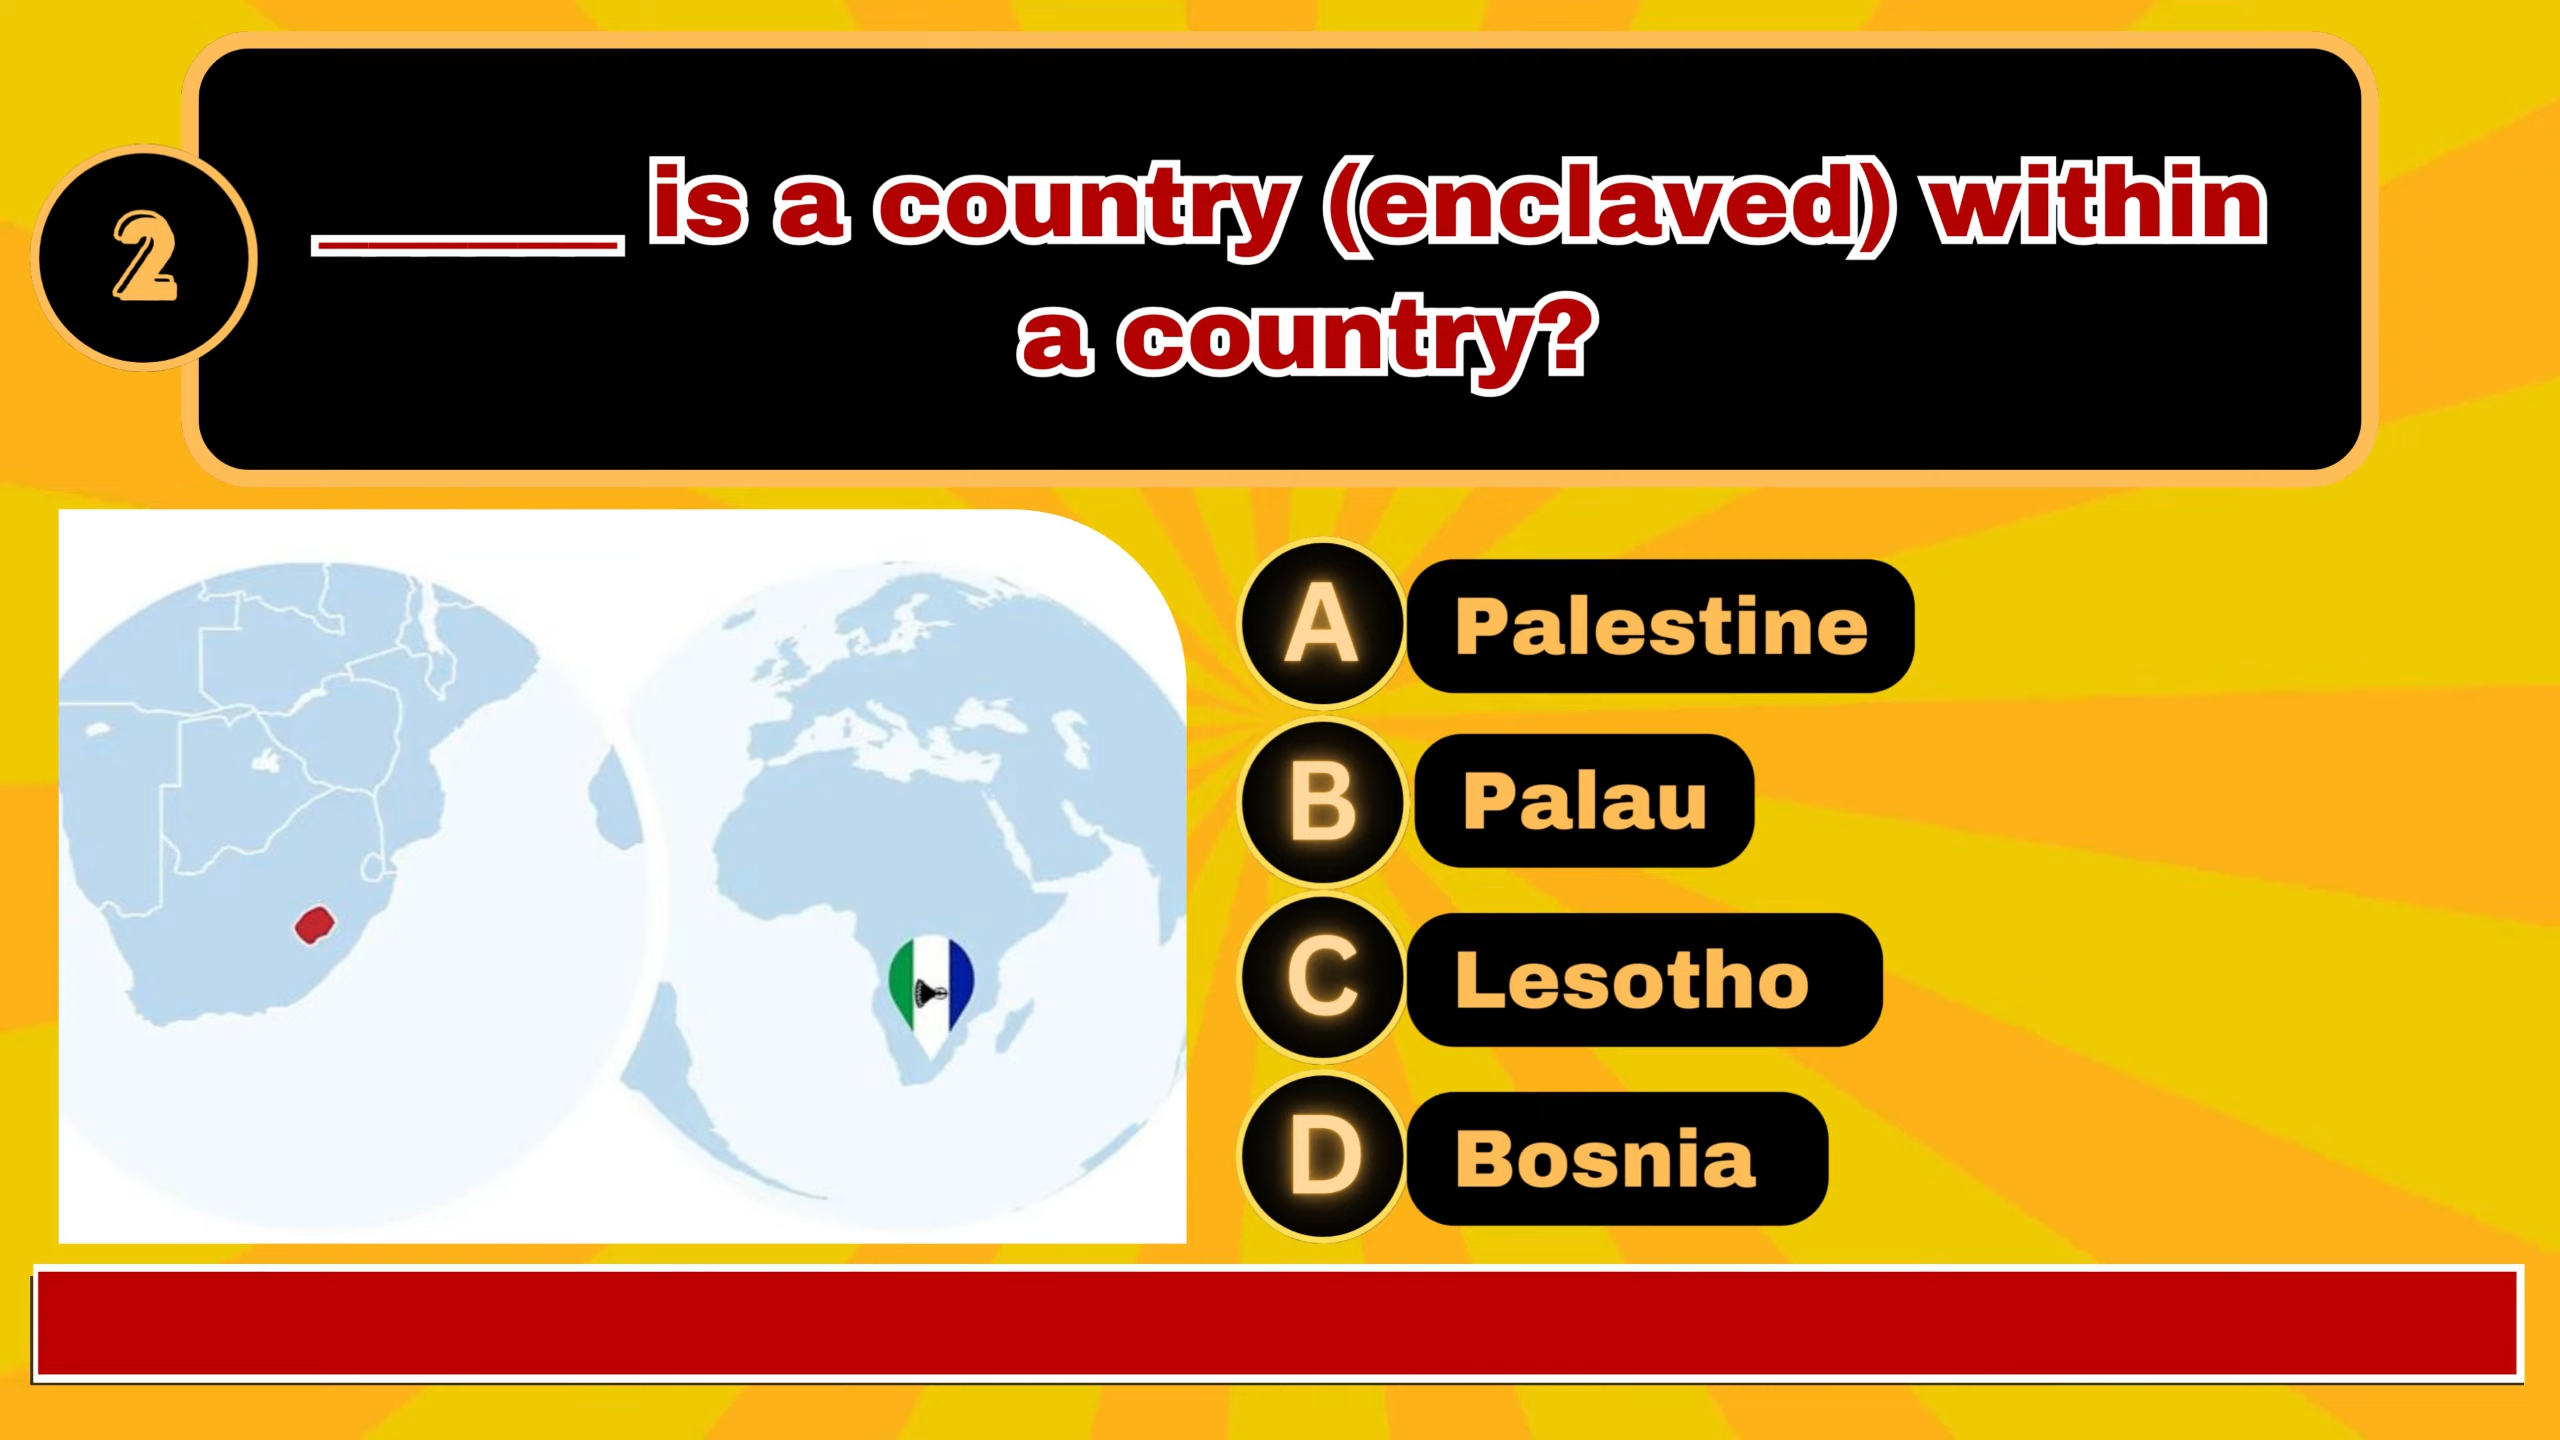 2
______ is a country (enclaved) within
a country?
A Palestine
B Palau
C Lesotho
D Bosnia